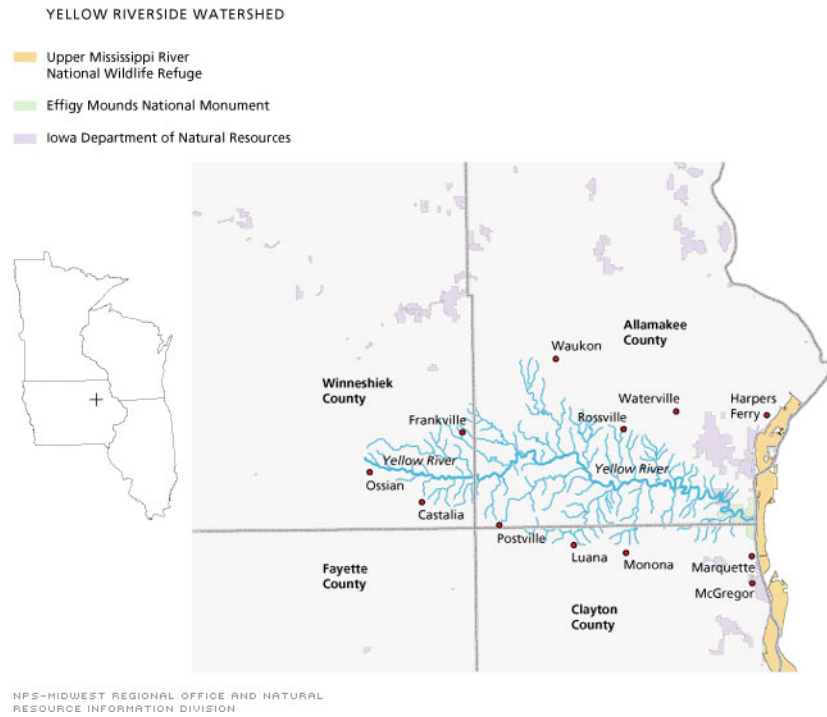 YELLOW RIVERSIDE WATERSHED
Upper Mississippi River
National Wildlife Refuge
Effigy Mounds National Monument
Iowa Department of Natural Resources
Allamakee
County
Waukon
Winneshiek
County
Waterville
Harpers
Ferry
Frankville
Rossville
Yellow River
Yellow River
Ossian
Castalia
Postville
Luana
Monona
Marquette
McGregor
Fayette
County
Clayton
County
NPS-MIDWEST REGIONAL OFFICE AND NATURAL
RESOURCE INFORMATION DIVISION